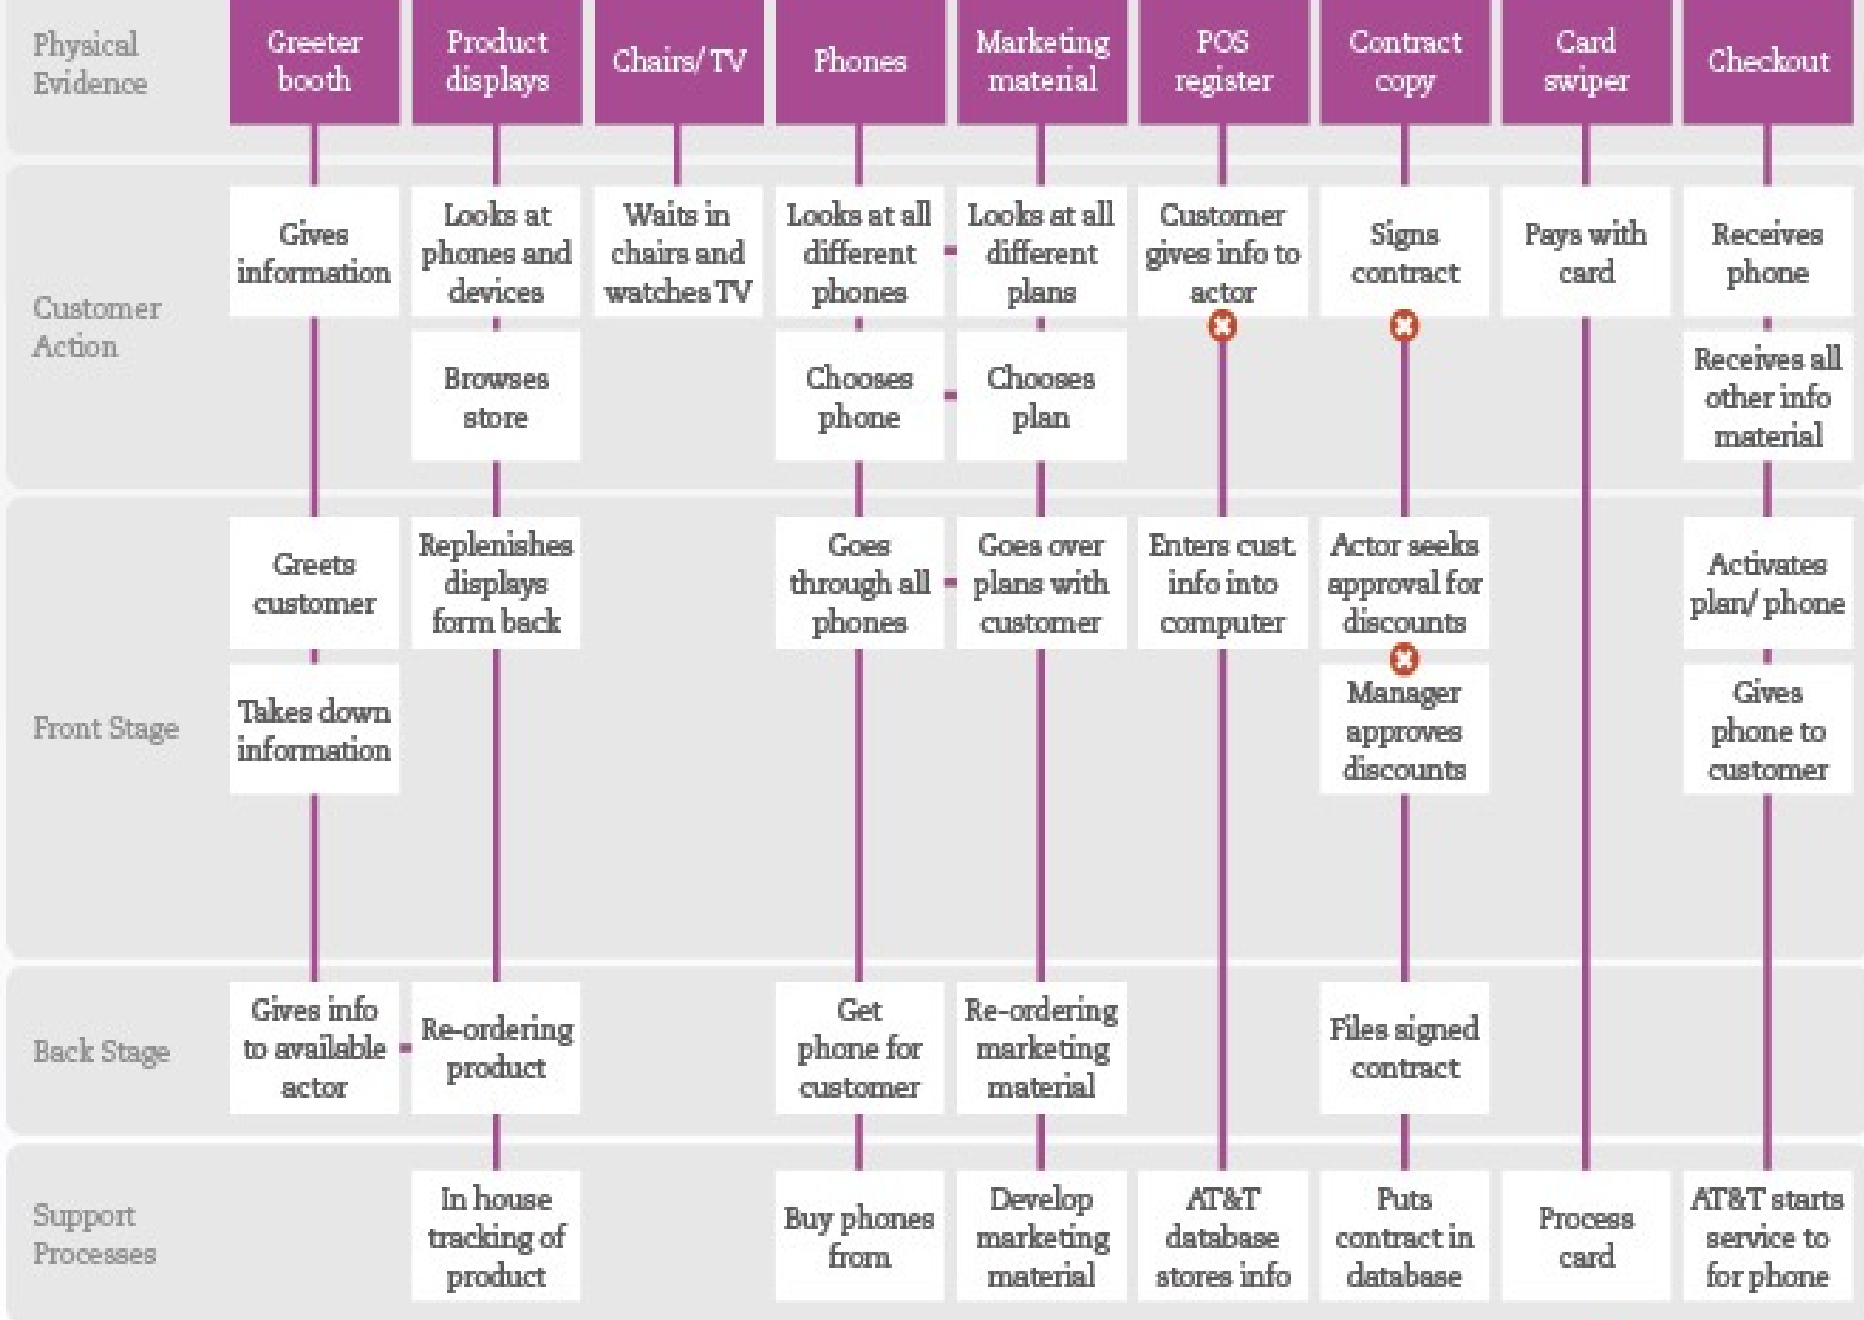 Physical
Evidence
Greeter
booth
Product
displays
Chairs/ TV
Phones
Marketing
material
POS
register
Contract
copy
Card
swiper
Checkout
Customer
Action
Gives
information
Looks at
phones and
devices
Waits in
chairs and
watches TV
Looks at all
different
phones
Looks at all
different
plans
Customer
gives info to
actor
Signs
contract
Pays with
card
Receives
phone
Browses
store
Chooses
phone
Chooses
plan
Receives all
other info
material
Front Stage
Greets
customer
Replenishes
displays
form back
Goes
through all
phones
Goes over
plans with
customer
Enters cust.
info into
computer
Actor seeks
approval for
discounts
Activates
plan/ phone
Takes down
information
Manager
approves
discounts
Gives
phone to
customer
Back Stage
Gives info
to available
actor
Re-ordering
product
Get
phone for
customer
Re-ordering
marketing
material
Files signed
contract
Support
Processes
In house
tracking of
product
Buy phones
from
Develop
marketing
material
AT&T
database
stores info
Puts
contract in
database
Process
card
AT&T starts
service to
for phone